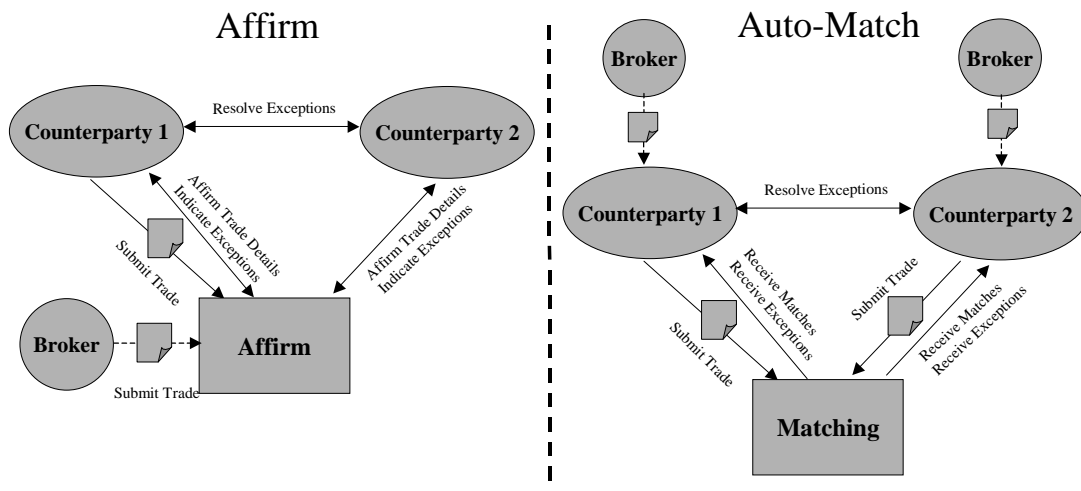 Affirm
Counterparty 1
Resolve Exceptions
Counterparty 2
Affirm Trade Details
Indicate Exceptions
Submit Trade
Affirm Trade Details
Indicate Exceptions
Broker
Submit Trade
Affirm
Auto-Match
Broker
Broker
Counterparty 1
Resolve Exceptions
Counterparty 2
Submit Trade
Receive Matches
Receive Exceptions
Submit Trade
Receive Matches
Receive Exceptions
Matching